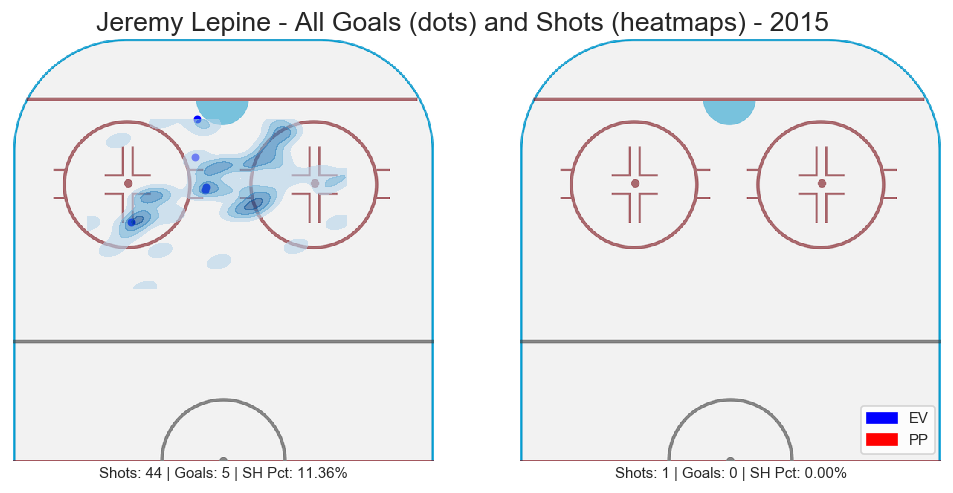 Jeremy Lepine - All Goals (dots) and Shots (heatmaps) - 2015
EV
PP
Shots: 44 | Goals: 5 | SH Pct: 11.36%
Shots: 1 | Goals: 0 | SH Pct: 0.00%